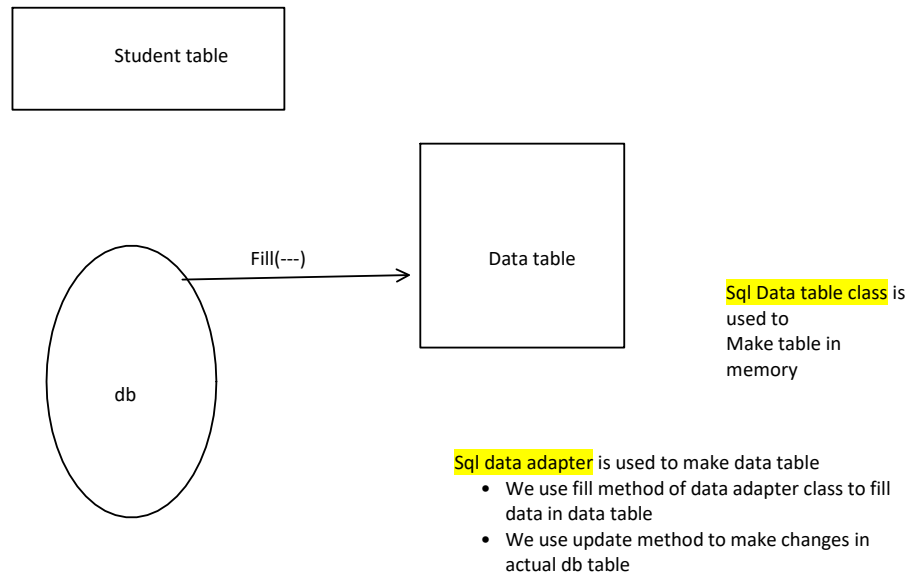 Student table
Fill(---)
Data table
db
Sql Data table class is
used to
Make table in
memory
Sql data adapter is used to make data table
• We use fill method of data adapter class to fill
data in data table
• We use update method to make changes in
actual db table